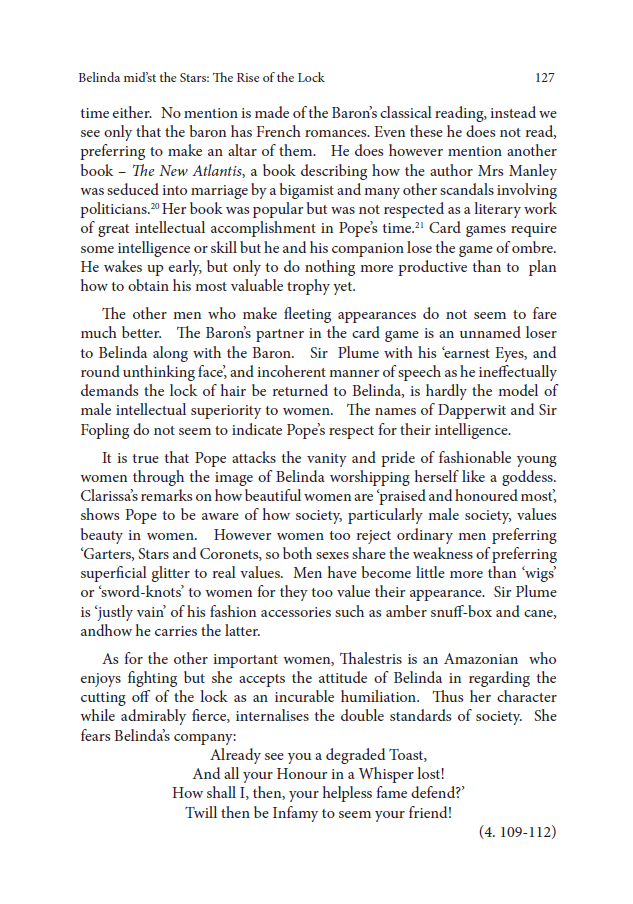 Belinda mid'st the Stars: The Rise of the Lock 127
time either. No mention is made of the Baron's classical reading, instead we
see only that the baron has French romances. Even these he does not read,
preferring to make an altar of them. He does however mention another
book – The New Atlantis, a book describing how the author Mrs Manley
was seduced into marriage by a bigamist and many other scandals involving
politicians.20 Her book was popular but was not respected as a literary work
of great intellectual accomplishment in Pope's time.21 Card games require
some intelligence or skill but he and his companion lose the game of ombre.
He wakes up early, but only to do nothing more productive than to plan
how to obtain his most valuable trophy yet.
The other men who make fleeting appearances do not seem to fare
much better. The Baron's partner in the card game is an unnamed loser
to Belinda along with the Baron. Sir Plume with his 'earnest Eyes, and
round unthinking face', and incoherent manner of speech as he ineffectually
demands the lock of hair be returned to Belinda, is hardly the model of
male intellectual superiority to women. The names of Dapperwit and Sir
Fopling do not seem to indicate Pope's respect for their intelligence.
It is true that Pope attacks the vanity and pride of fashionable young
women through the image of Belinda worshipping herself like a goddess.
Clarissa's remarks on how beautiful women are 'praised and honoured most',
shows Pope to be aware of how society, particularly male society, values
beauty in women. However women too reject ordinary men preferring
'Garters, Stars and Coronets, so both sexes share the weakness of preferring
superficial glitter to real values. Men have become little more than 'wigs'
or 'sword-knots' to women for they too value their appearance. Sir Plume
is 'justly vain' of his fashion accessories such as amber snuff-box and cane,
andhow he carries the latter.
As for the other important women, Thalestris is an Amazonian who
enjoys fighting but she accepts the attitude of Belinda in regarding the
cutting off of the lock as an incurable humiliation. Thus her character
while admirably fierce, internalises the double standards of society. She
fears Belinda's company:
Already see you a degraded Toast,
And all your Honour in a Whisper lost!
How shall I, then, your helpless fame defend?'
Twill then be Infamy to seem your friend!
(4. 109-112)